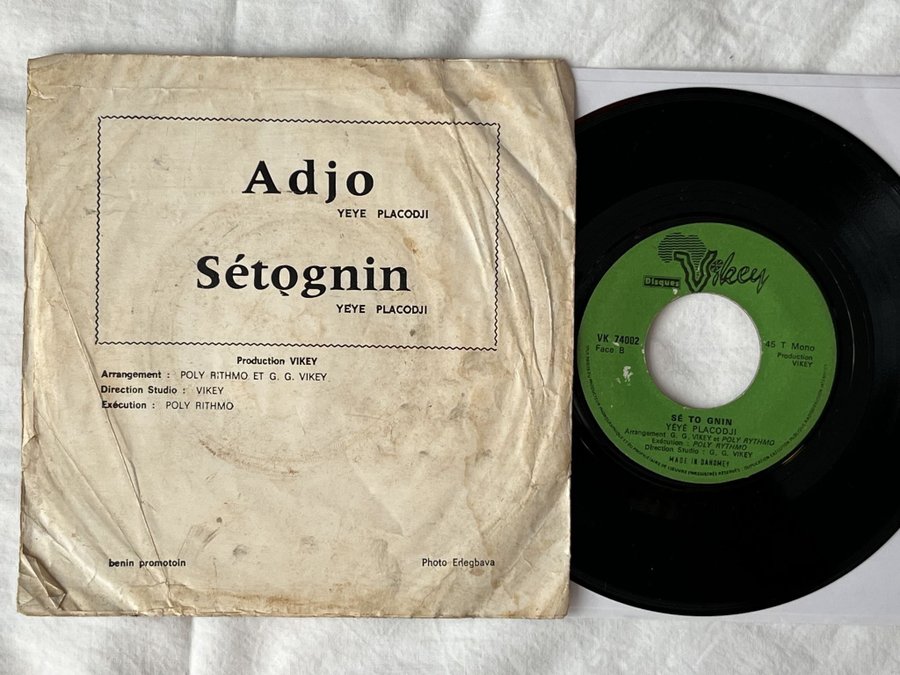 Adjo
YEYE PLACODJI
Sétọgnin
YEYE PLACODJI
Production VIKEY
Arrangement : POLY RITHMO ET G. G. VIKEY
Direction Studio : VIKEY
Exécution : POLY RITHMO
benin promotoin
Photo Erlegbava
Disques Vikey
VK 74002
Face B
45 T Mono
Production
VIKEY
SÉ TO GNIN
YÉYÉ PLACODJI
Arrangement G. G. VIKEY et POLY RYTHMO
Exécution : POLY RYTHMO
Direction Studio : G. G. VIKEY
MADE IN DAHOMEY